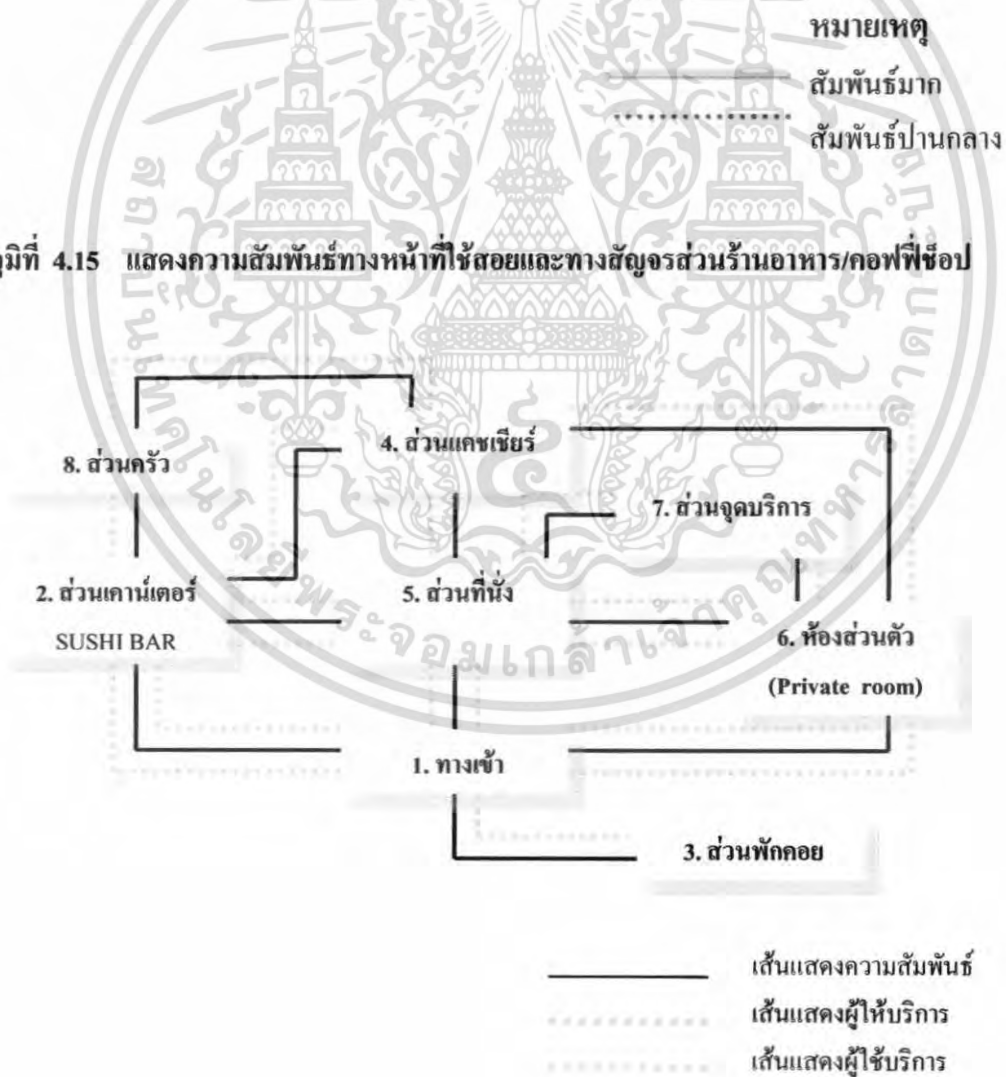 หมายเหตุ
สัมพันธ์มาก
สัมพันธ์ปานกลาง
ภูมิที่ 4.15 แสดงความสัมพันธ์ทางหน้าที่ใช้สอยและทางสัญจรส่วนร้านอาหาร/คอฟฟี่ช็อป
4. ส่วนแคชเชียร์
8. ส่วนครัว
7. ส่วนจุดบริการ
2. ส่วนเคาน์เตอร์
SUSHI BAR
5. ส่วนที่นั่ง
6. ห้องส่วนตัว
(Private room)
1. ทางเข้า
3. ส่วนพักคอย
เส้นแสดงความสัมพันธ์
เส้นแสดงผู้ให้บริการ
เส้นแสดงผู้ใช้บริการ